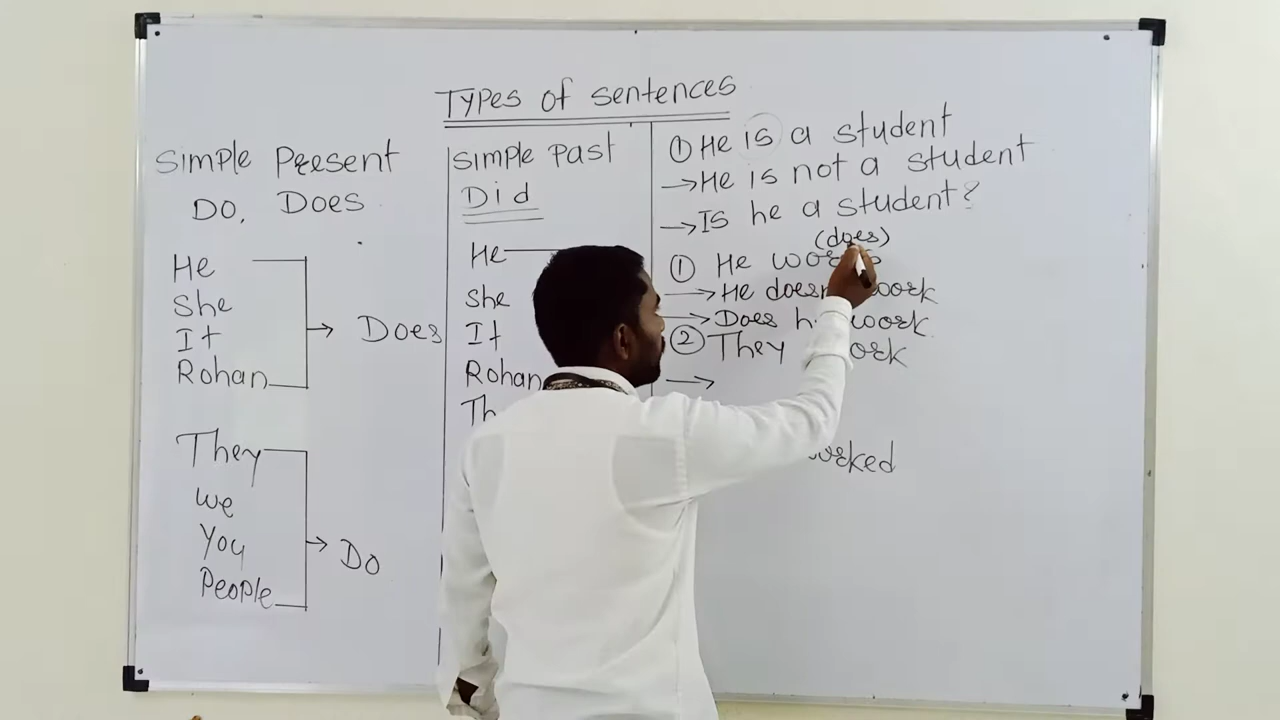 Types of sentences
Simple Present
Do, Does
He
She
It
Rohan
Does
They
We
You
People
Do
Simple Past
Did
He
She
It
Rohan
① He is a student
→He is not a student
→Is he a student?
(does)
① He
→He work
→Does work
② They
→